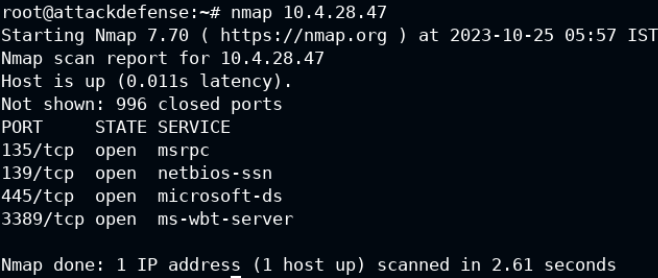 root@attackdefense:~# nmap 10.4.28.47
Starting Nmap 7.70 ( https://nmap.org ) at 2023-10-25 05:57 IST
Nmap scan report for 10.4.28.47
Host is up (0.011s latency).
Not shown: 996 closed ports
PORT     STATE SERVICE
135/tcp  open  msrpc
139/tcp  open  netbios-ssn
445/tcp  open  microsoft-ds
3389/tcp open  ms-wbt-server
Nmap done: 1 IP address (1 host up) scanned in 2.61 seconds